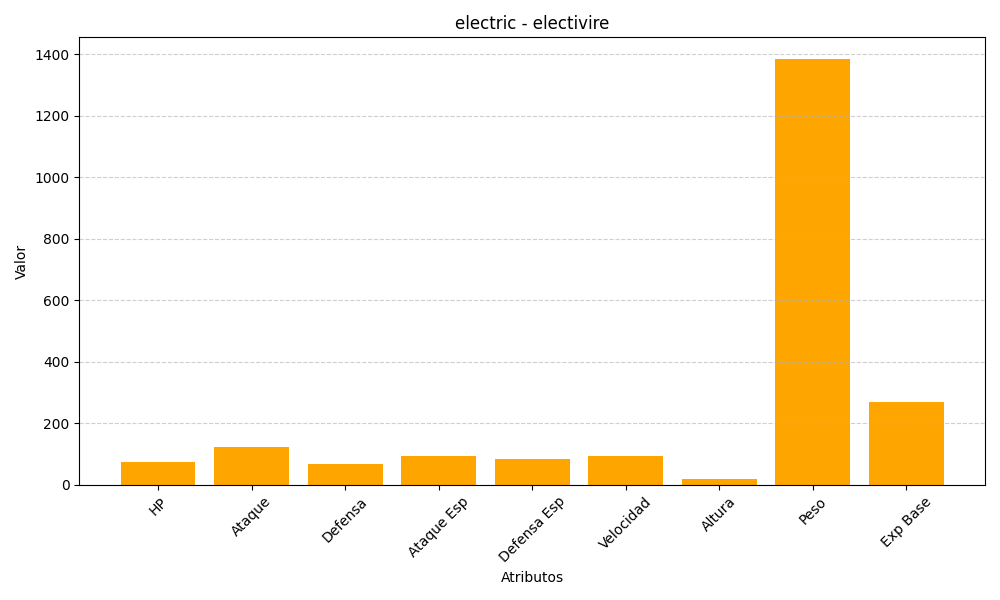 electric - electivire
1400
1200
1000
800
600
400
200
0
Valor
HP
Ataque
Defensa
Ataque Esp
Defensa Esp
Velocidad
Altura
Peso
Exp Base
Atributos